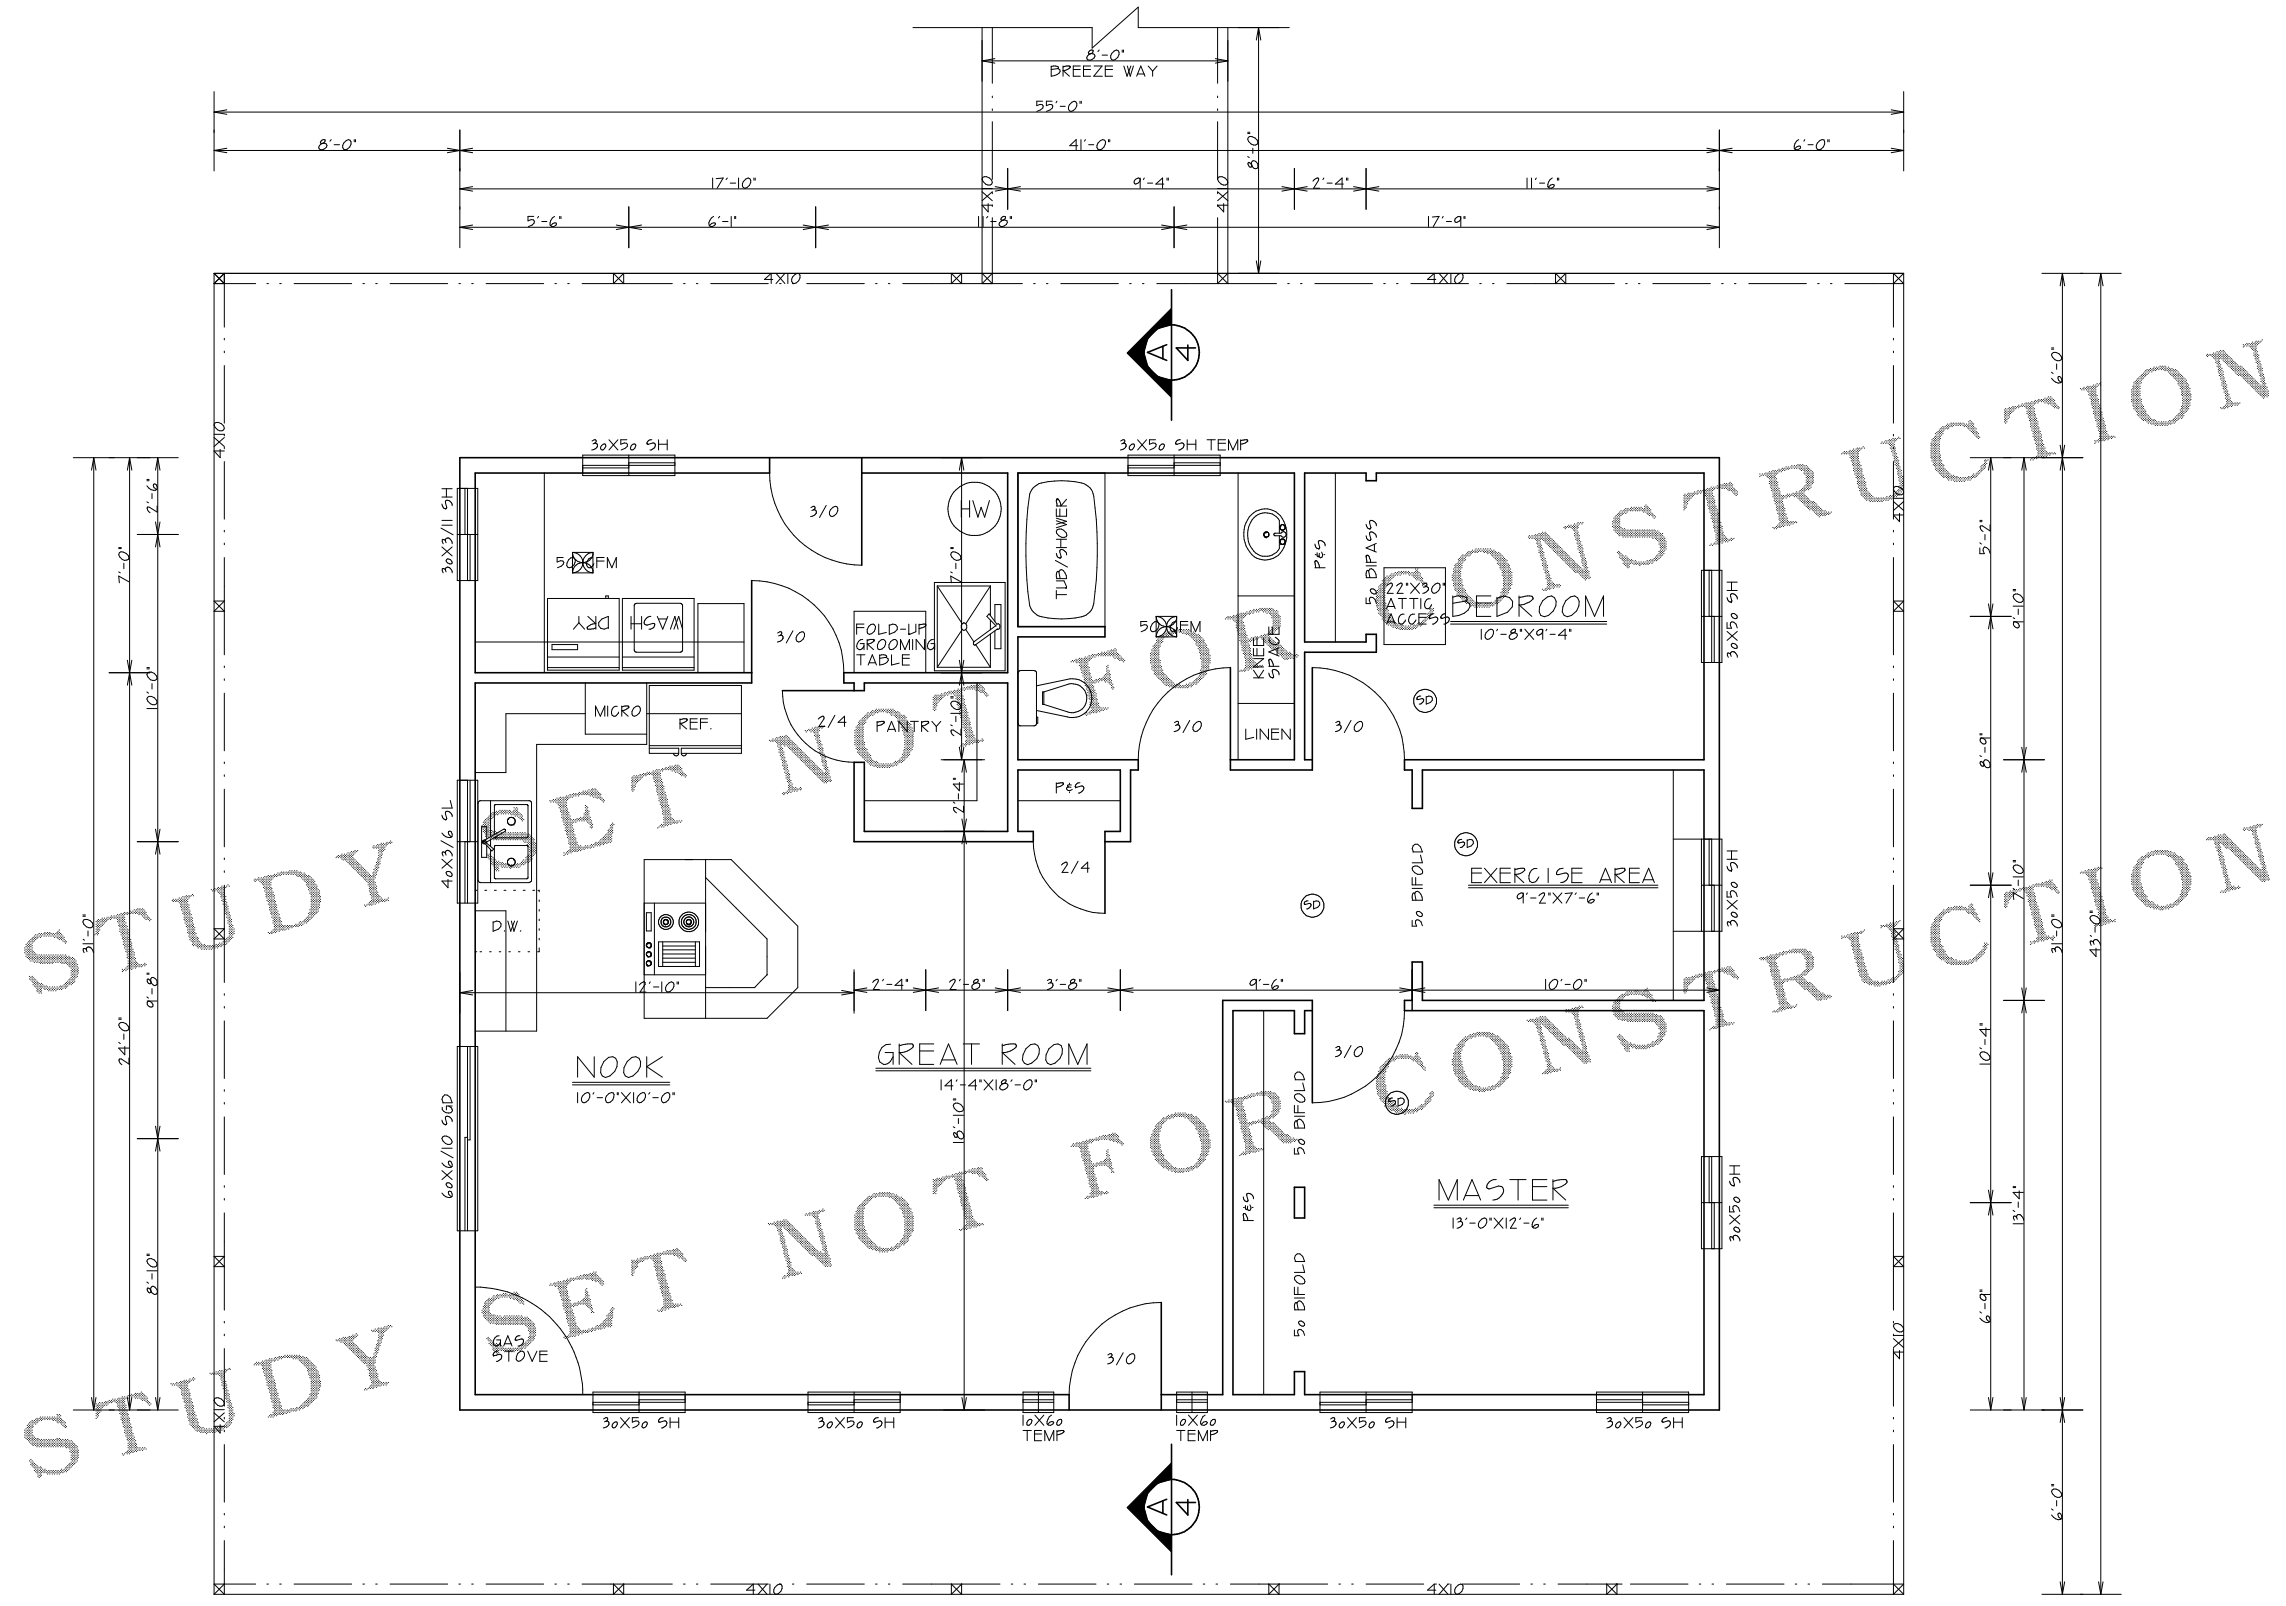 8'-0"
BREEZE WAY
55'-0"
8'-0"
41'-0"
6'-0"
8'-0"
17'-10"
4X10
9'-4"
4X10
2'-4"
11'-6"
5'-6"
6'-1"
11'-8"
17'-9"
4X10
4X10
A
4
6'-0"
4X10
30X50 SH
30X50 SH TEMP
4X10
2'-6"
7'-0"
30X3/11 SH
3/0
HW
TUB/SHOWER
P&S
50 BIPASS
5'-2"
50 CFM
7'-0"
22"X30"
ATTIC
ACCESS
BEDROOM
10'-8"X9'-4"
30X50 SH
9'-10"
DRY
WASH
3/0
FOLD-UP
GROOMING
TABLE
50 CFM
KNEE
SPACE
10'-0"
MICRO
REF.
2/4
PANTRY
2'-10"
3/0
LINEN
3/0
SD
8'-9"
40X3/6 SL
2'-4"
P&S
2/4
50 BIFOLD
SD
EXERCISE AREA
9'-2"X7'-6"
30X50 SH
7'-10"
31'-0"
D.W.
SD
31'-0"
43'-0"
9'-8"
12'-10"
2'-4"
2'-8"
3'-8"
9'-6"
10'-0"
24'-0"
NOOK
10'-0"X10'-0"
GREAT ROOM
14'-4"X18'-0"
3/0
10'-4"
60X6/10 SGD
18'-10"
50 BIFOLD
SD
P&S
MASTER
13'-0"X12'-6"
30X50 SH
13'-4"
8'-10"
50 BIFOLD
6'-9"
GAS
STOVE
3/0
4X10
4X10
30X50 SH
30X50 SH
10X60
TEMP
10X60
TEMP
30X50 SH
30X50 SH
A
4
6'-0"
4X10
4X10
STUDY SET NOT FOR CONSTRUCTION
STUDY SET NOT FOR CONSTRUCTION